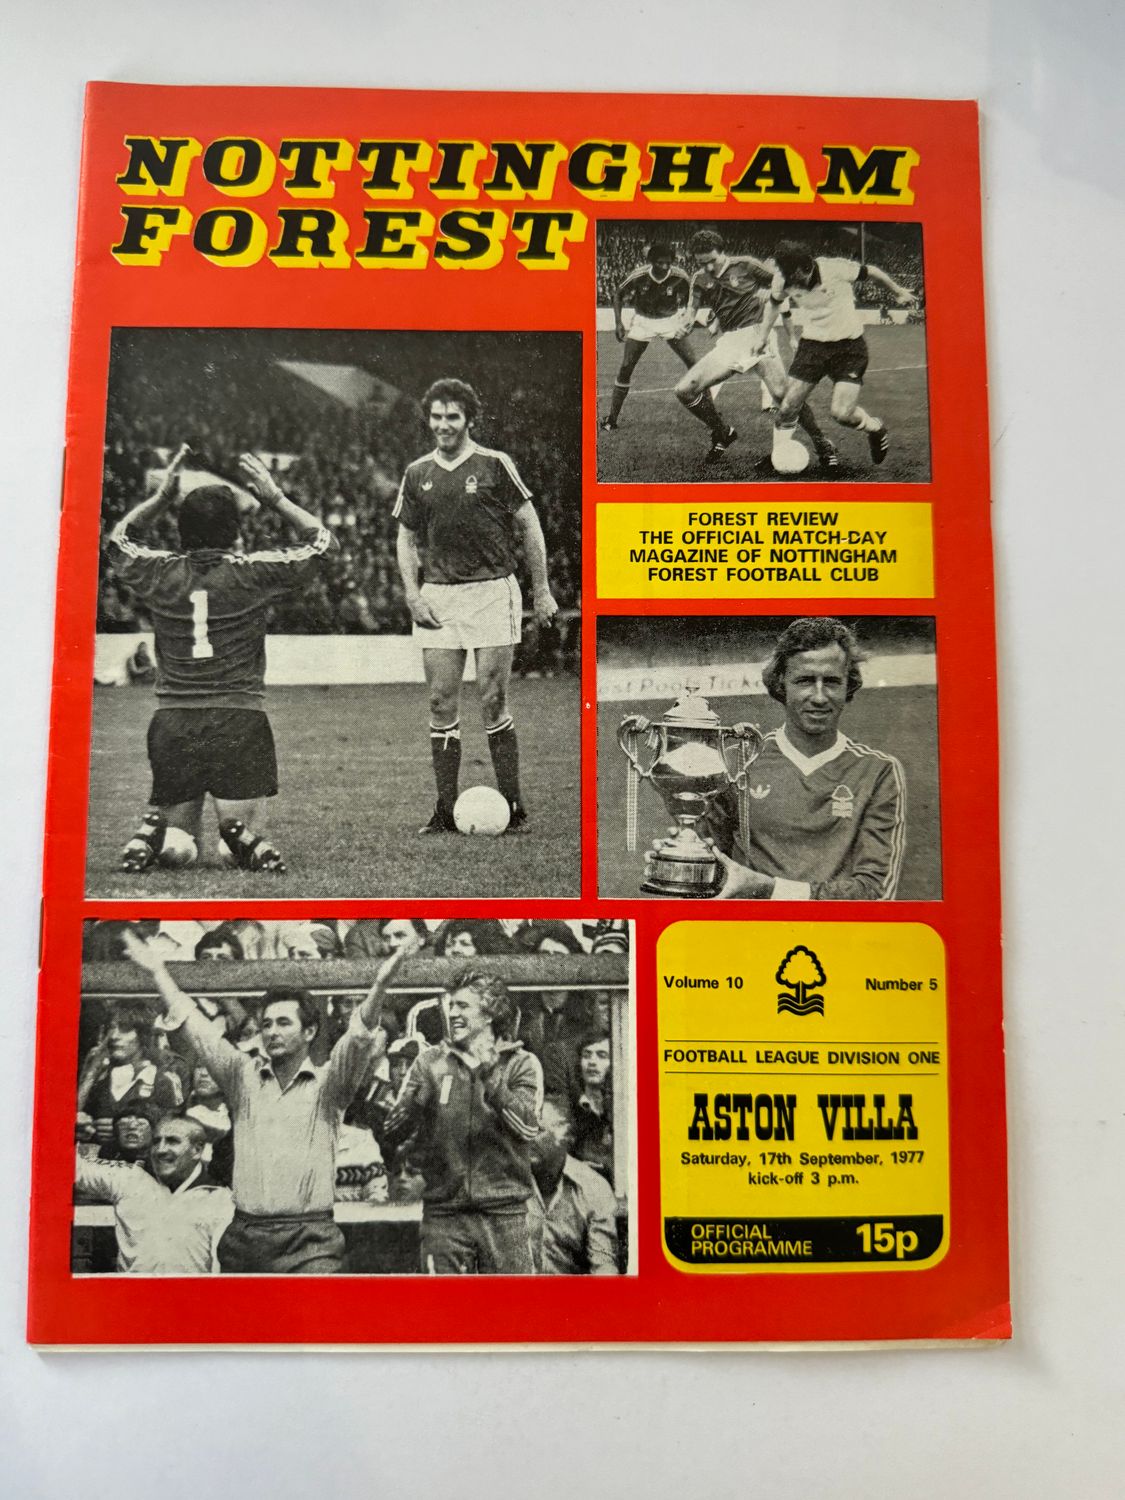 NOTTINGHAM
FOREST
FOREST REVIEW
THE OFFICIAL MATCH-DAY
MAGAZINE OF NOTTINGHAM
FOREST FOOTBALL CLUB
1
Volume 10
Number 5
FOOTBALL LEAGUE DIVISION ONE
ASTON VILLA
Saturday, 17th September, 1977
kick-off 3 p.m.
OFFICIAL
PROGRAMME
15p